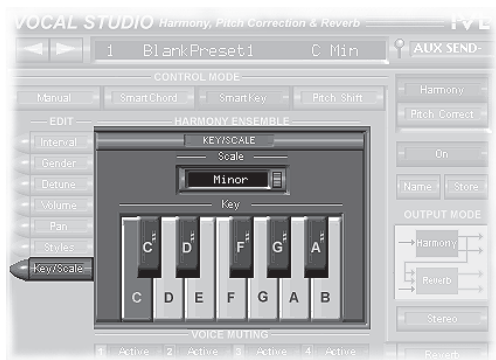 VOCAL STUDIO Harmony, Pitch Correction & Reverb IVL
1 BlankPreset1 C Min AUX SEND-
CONTROL MODE
Manual SmartChord SmartKey Pitch Shift Harmony
Pitch Correct
EDIT HARMONY ENSEMBLE
Interval KEY/SCALE
Gender Scale On
Detune Minor Name Store
Volume Key
Pan OUTPUT MODE
Styles C# D# F# G# A# Harmony
Key/Scale C D E F G A B Reverb
Stereo
VOICE MUTING
1 Active 2 Active 3 Active 4 Active Reverb